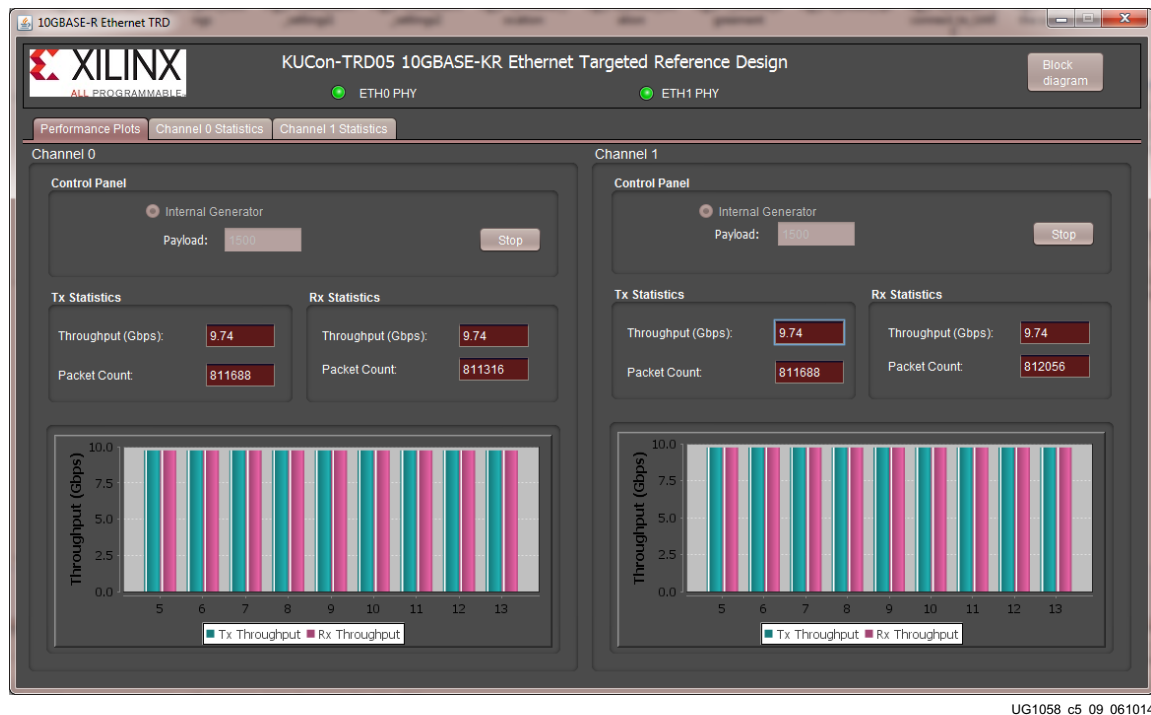 10GBASE-R Ethernet TRD
XILINX
ALL PROGRAMMABLE
KUCon-TRD05 10GBASE-KR Ethernet Targeted Reference Design
ETH0 PHY
ETH1 PHY
Block
diagram
Performance Plots
Channel 0 Statistics
Channel 1 Statistics
Channel 0
Control Panel
Internal Generator
Payload: 1500
Stop
Tx Statistics
Throughput (Gbps): 9.74
Packet Count: 811688
Rx Statistics
Throughput (Gbps): 9.74
Packet Count: 811316
Throughput (Gbps)
10.0
7.5
5.0
2.5
0.0
5 6 7 8 9 10 11 12 13
Tx Throughput Rx Throughput
Channel 1
Control Panel
Internal Generator
Payload: 1500
Stop
Tx Statistics
Throughput (Gbps): 9.74
Packet Count: 811688
Rx Statistics
Throughput (Gbps): 9.74
Packet Count: 812056
Throughput (Gbps)
10.0
7.5
5.0
2.5
0.0
5 6 7 8 9 10 11 12 13
Tx Throughput Rx Throughput
UG1058_c5_09_061014